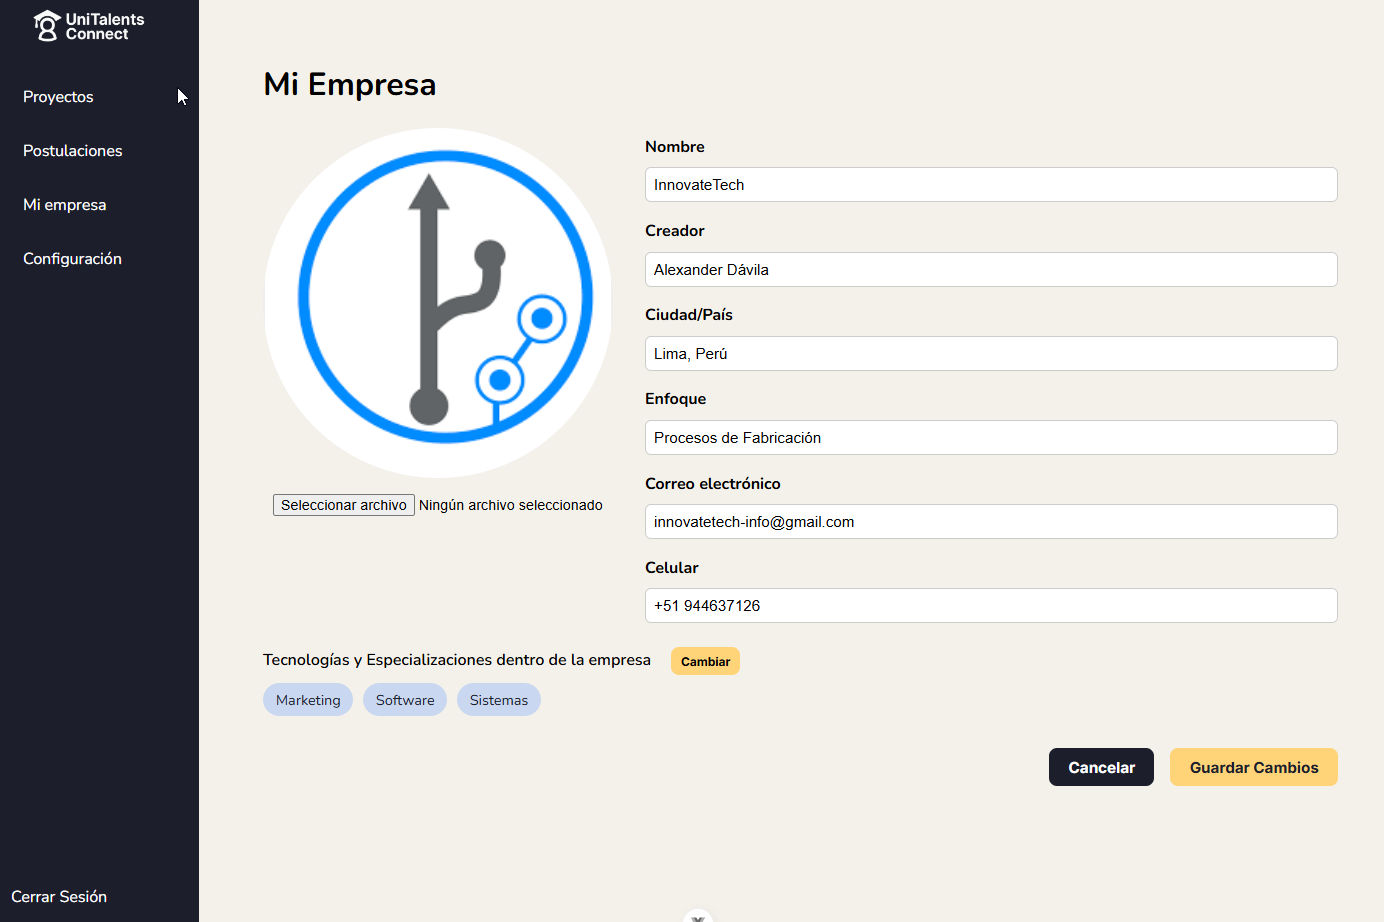 UniTalents
Connect
Proyectos
Postulaciones
Mi empresa
Configuración
Cerrar Sesión
Mi Empresa
Seleccionar archivo Ningún archivo seleccionado
Nombre
InnovateTech
Creador
Alexander Dávila
Ciudad/País
Lima, Perú
Enfoque
Procesos de Fabricación
Correo electrónico
innovatetech-info@gmail.com
Celular
+51 944637126
Tecnologías y Especializaciones dentro de la empresa Cambiar
Marketing Software Sistemas
Cancelar Guardar Cambios